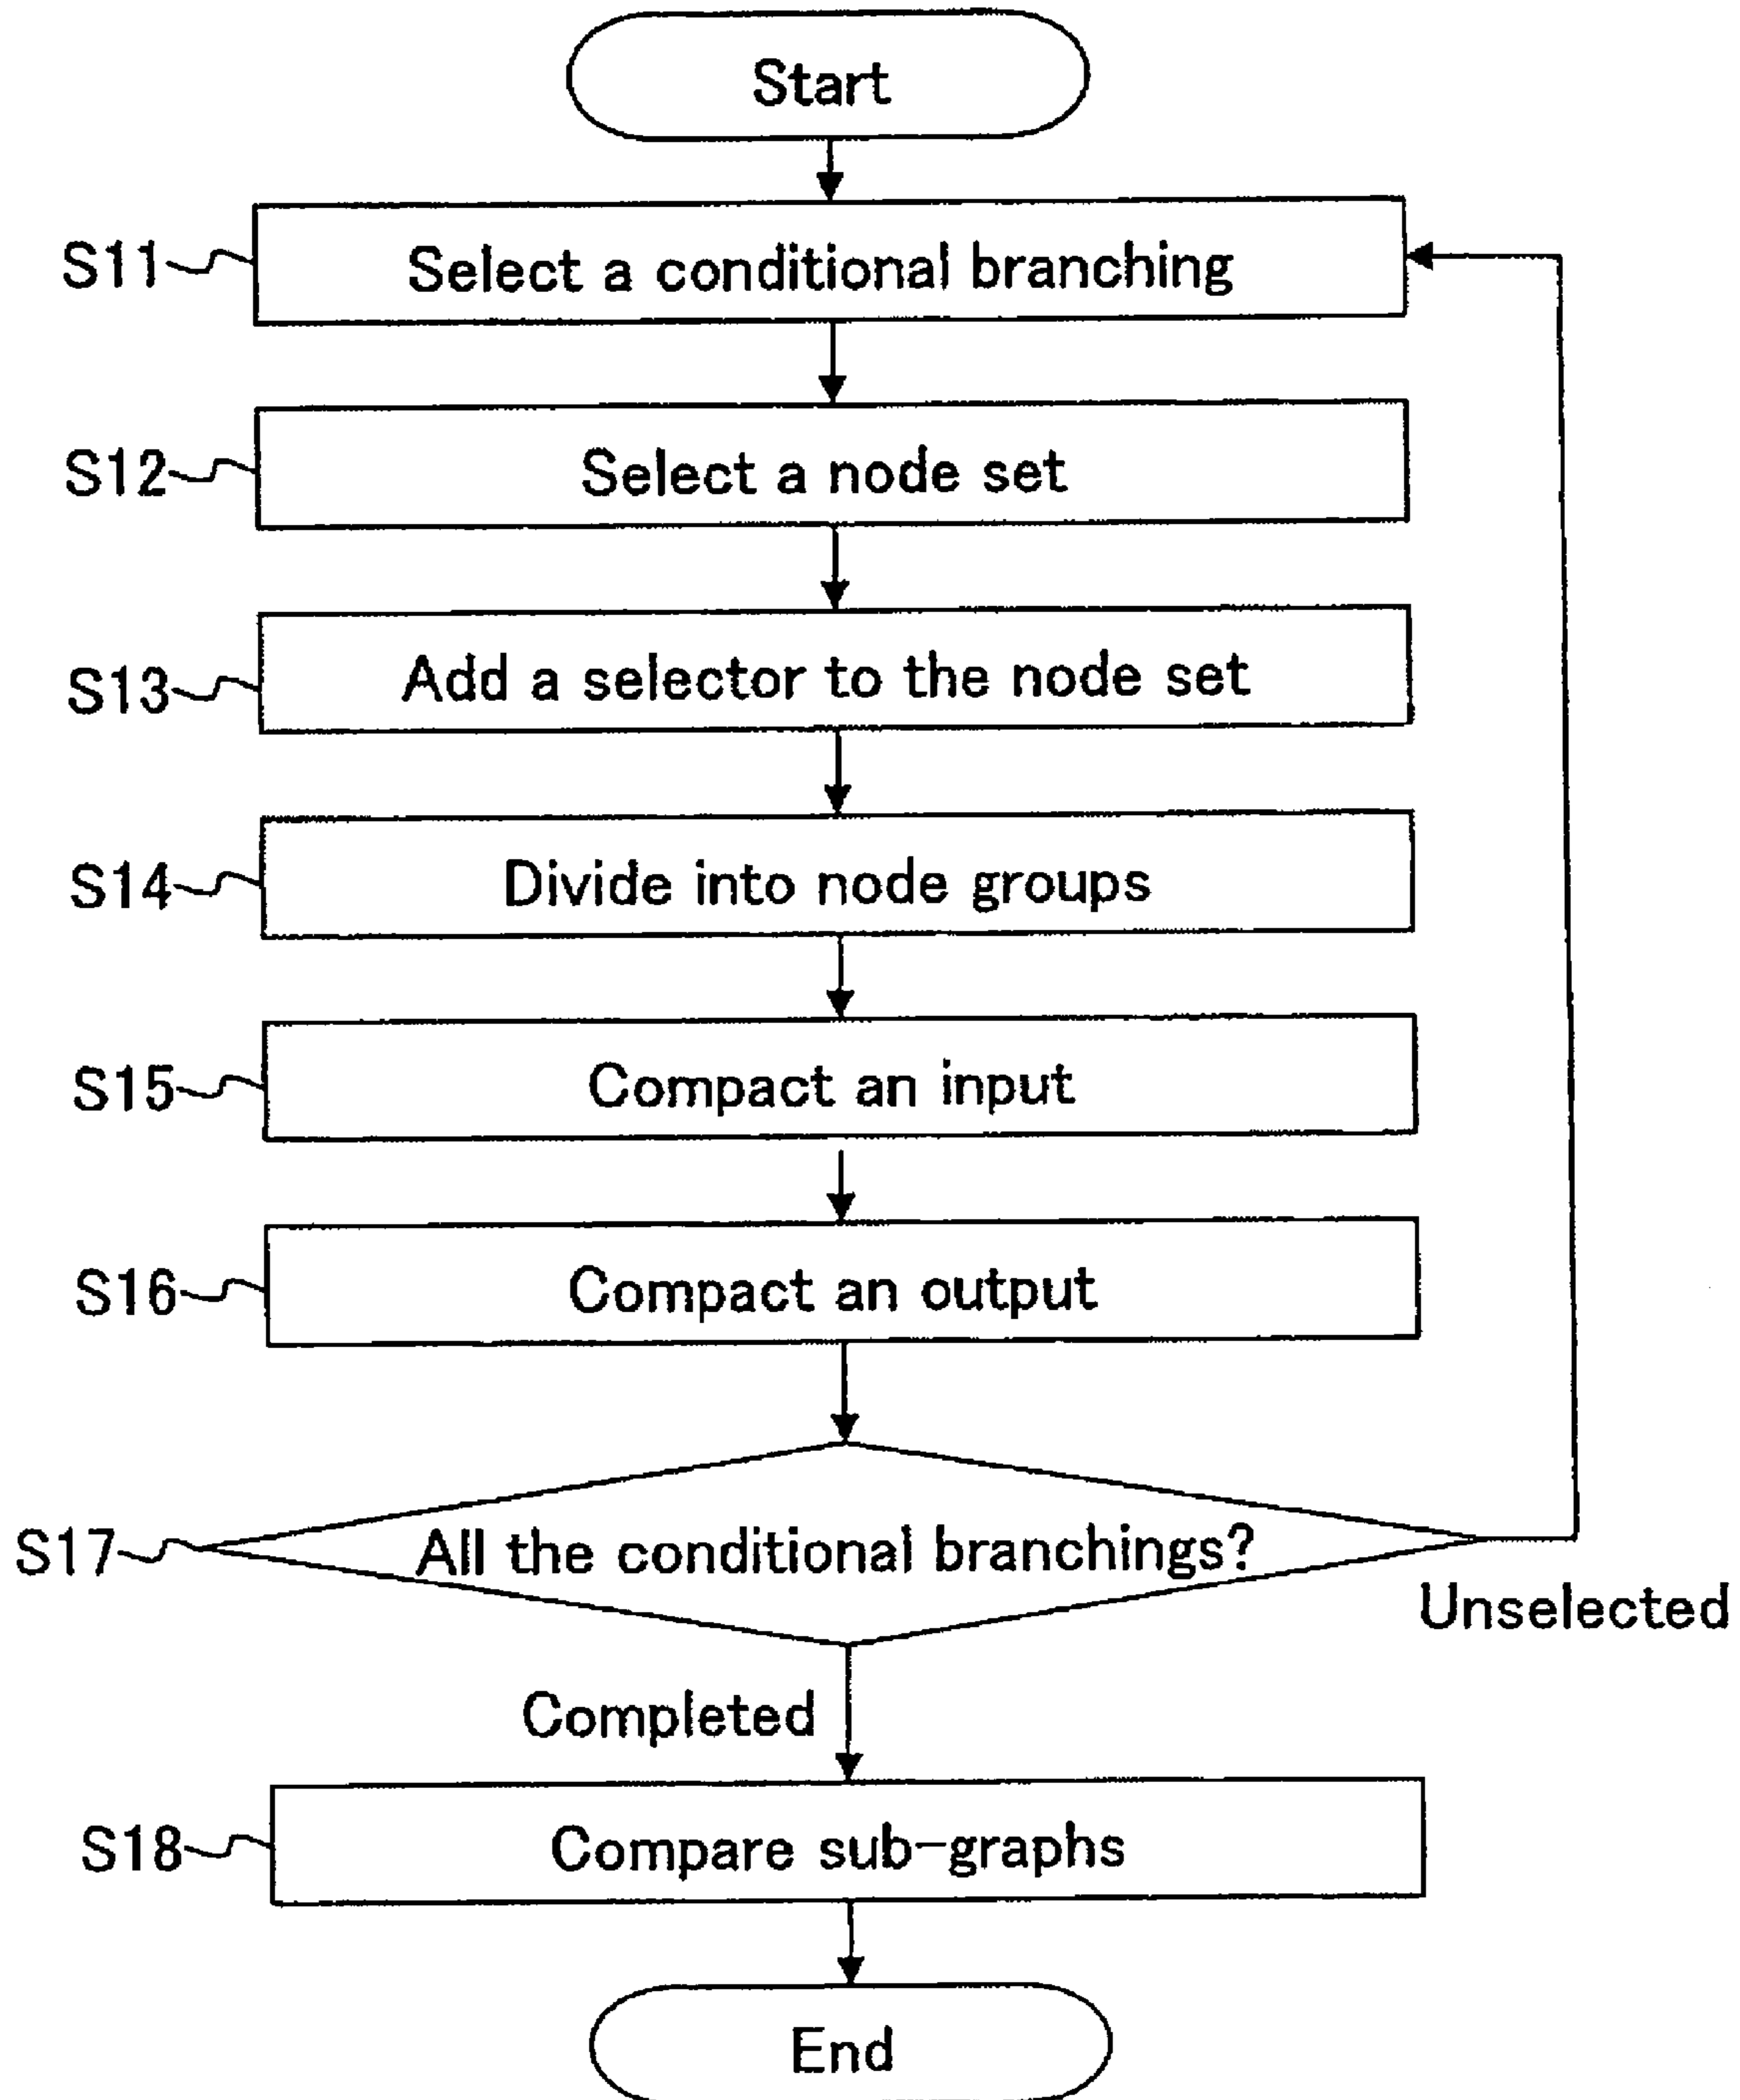 Start
S11
Select a conditional branching
S12
Select a node set
S13
Add a selector to the node set
S14
Divide into node groups
S15
Compact an input
S16
Compact an output
S17
All the conditional branchings?
Unselected
Completed
S18
Compare sub-graphs
End